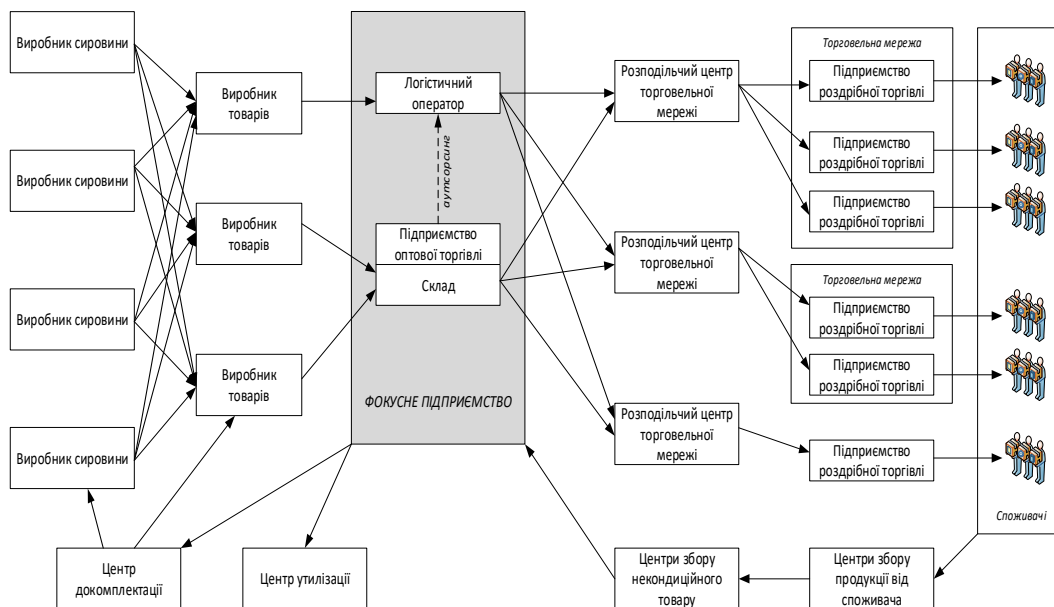 Виробник сировини
Виробник сировини
Виробник сировини
Виробник сировини
Виробник
товарів
Виробник
товарів
Виробник
товарів
Логістичний
оператор
аутсорсинг
Підприємство
оптової торгівлі
Склад
ФОКУСНЕ ПІДПРИЄМСТВО
Розподільчий центр
торговельної
мережі
Розподільчий центр
торговельної
мережі
Розподільчий центр
торговельної
мережі
Торговельна мережа
Підприємство
роздрібної торгівлі
Підприємство
роздрібної торгівлі
Підприємство
роздрібної торгівлі
Торговельна мережа
Підприємство
роздрібної торгівлі
Підприємство
роздрібної торгівлі
Підприємство
роздрібної торгівлі
Споживачі
Центр
докомплектації
Центр утилізації
Центри збору
некондиційного
товару
Центри збору
продукції від
споживача